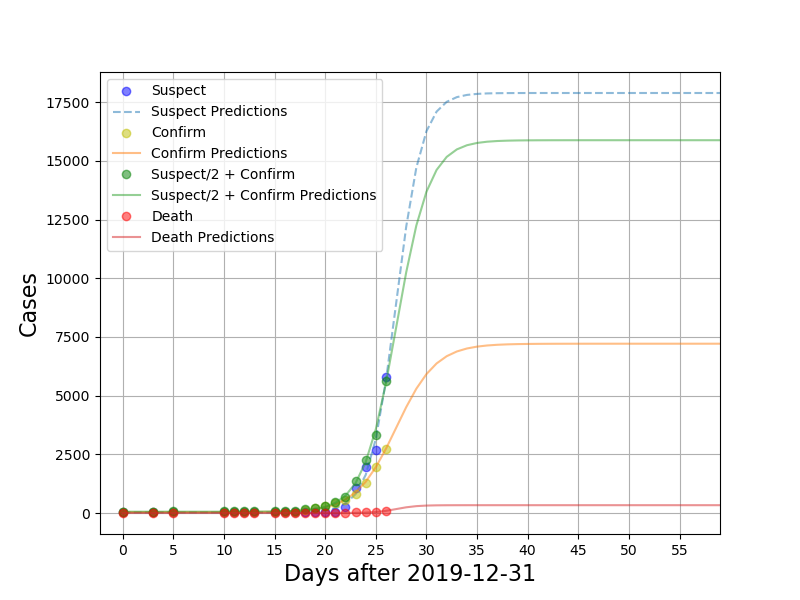 Suspect
Suspect Predictions
Confirm
Confirm Predictions
Suspect/2 + Confirm
Suspect/2 + Confirm Predictions
Death
Death Predictions
17500
15000
12500
10000
7500
5000
2500
0
Cases
0 5 10 15 20 25 30 35 40 45 50 55
Days after 2019-12-31